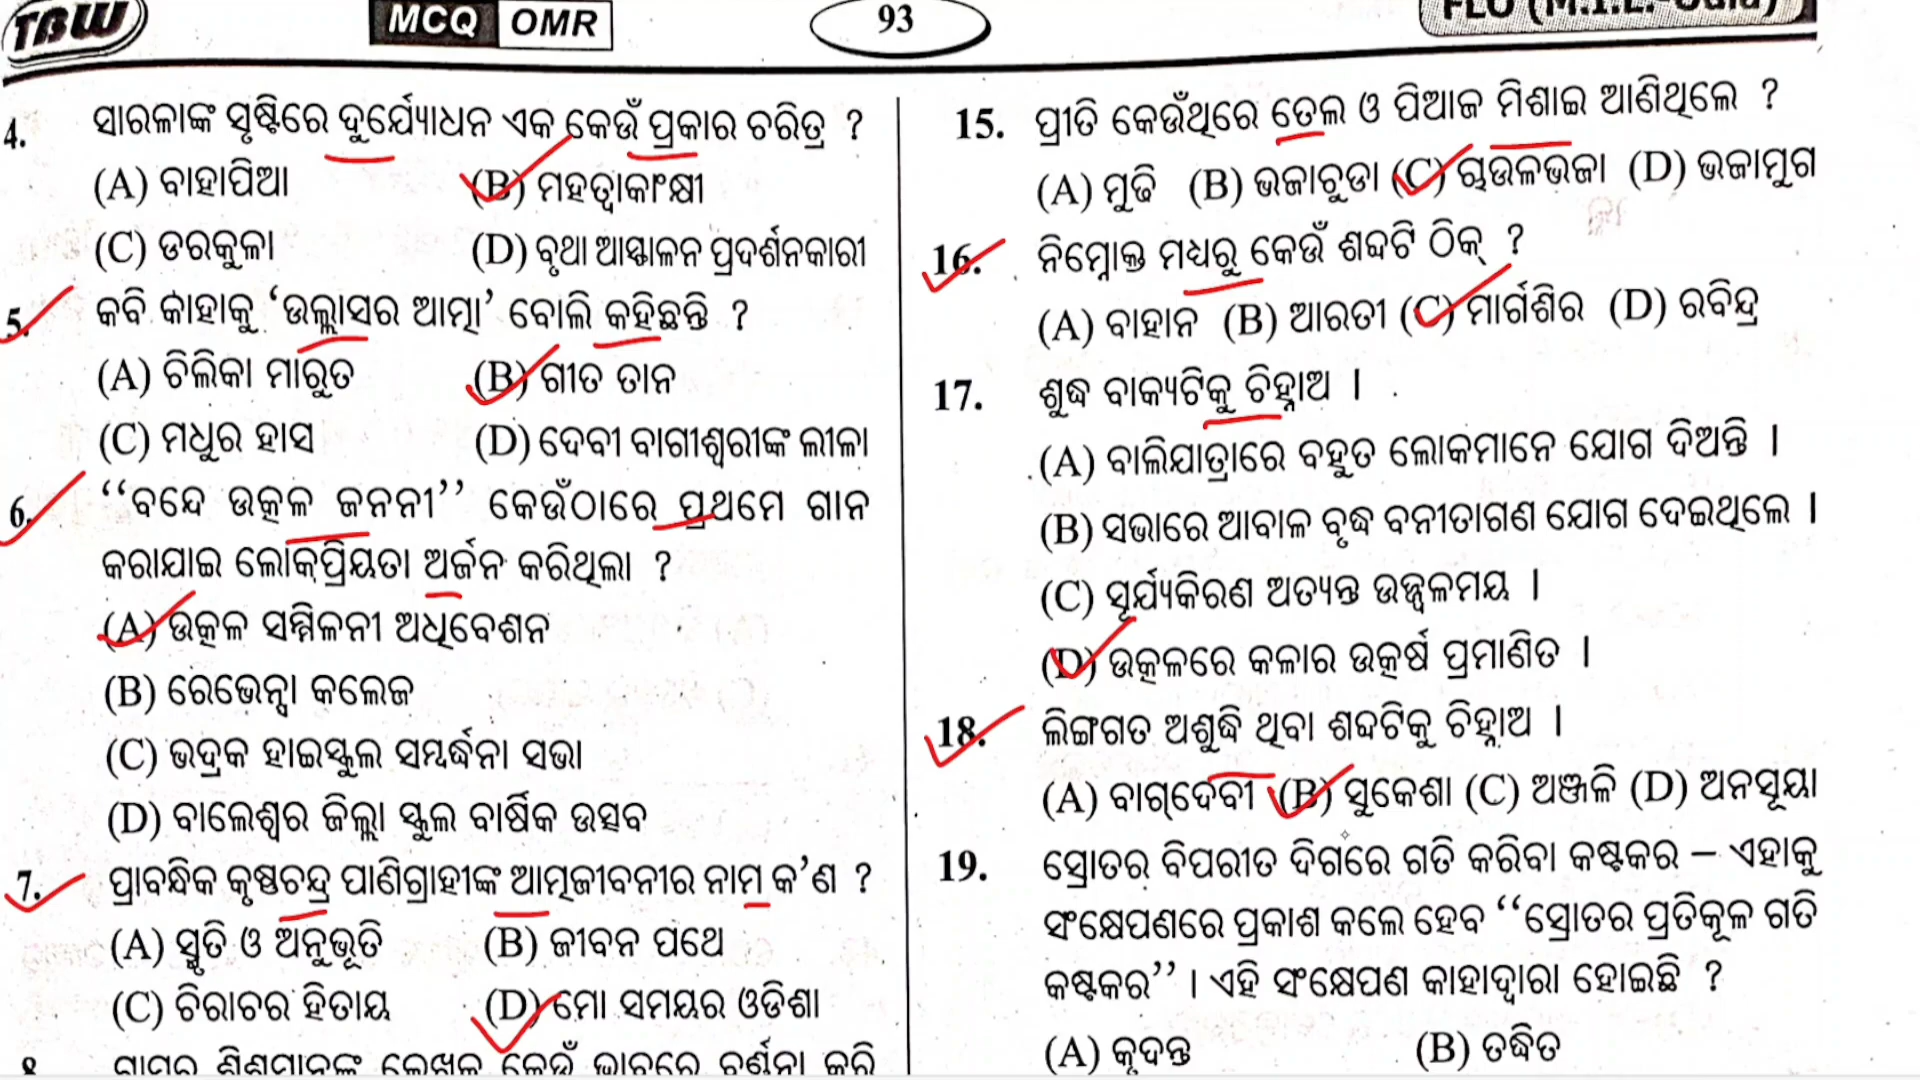 TBW
MCQ OMR
93
FLO (M.I.L.-Odia)
4. ସାରଳାଙ୍କ ସୃଷ୍ଟିରେ ଦୁର୍ଯ୍ୟୋଧନ ଏକ କେଉଁ ପ୍ରକାର ଚରିତ୍ର ?
(A) ବାହାପିଆ (B) ମହତ୍ୱାକାଂକ୍ଷୀ
(C) ଡରକୁଳା (D) ବୃଥା ଆସ୍ଫାଳନ ପ୍ରଦର୍ଶନକାରୀ
5. କବି କାହାକୁ ‘ଉଲ୍ଲାସର ଆତ୍ମା’ ବୋଲି କହିଛନ୍ତି ?
(A) ଚିଲିକା ମାରୁତ (B) ଗୀତ ତାନ
(C) ମଧୁର ହାସ (D) ଦେବୀ ବାଗୀଶ୍ୱରୀଙ୍କ ଲୀଳା
6. ‘‘ବନ୍ଦେ ଉତ୍କଳ ଜନନୀ’’ କେଉଁଠାରେ ପ୍ରଥମେ ଗାନ
କରାଯାଇ ଲୋକପ୍ରିୟତା ଅର୍ଜନ କରିଥିଲା ?
(A) ଉତ୍କଳ ସମ୍ମିଳନୀ ଅଧିବେଶନ
(B) ରେଭେନ୍ସା କଲେଜ
(C) ଭଦ୍ରକ ହାଇସ୍କୁଲ ସମ୍ବର୍ଦ୍ଧନା ସଭା
(D) ବାଲେଶ୍ୱର ଜିଲ୍ଲା ସ୍କୁଲ ବାର୍ଷିକ ଉତ୍ସବ
7. ପ୍ରାବନ୍ଧିକ କୃଷ୍ଣଚନ୍ଦ୍ର ପାଣିଗ୍ରାହୀଙ୍କ ଆତ୍ମଜୀବନୀର ନାମ କ’ଣ ?
(A) ସ୍ମୃତି ଓ ଅନୁଭୂତି (B) ଜୀବନ ପଥେ
(C) ଚିରାଚର ହିତାୟ (D) ମୋ ସମୟର ଓଡିଶା
8
15. ପ୍ରୀତି କେଉଁଥିରେ ତେଲ ଓ ପିଆଜ ମିଶାଇ ଆଣିଥିଲେ ?
(A) ମୁଢି (B) ଭଜାଚୁଡା (C) ଚାଉଳଭଜା (D) ଭଜାମୁଗ
16. ନିମ୍ନୋକ୍ତ ମଧ୍ୟରୁ କେଉଁ ଶବ୍ଦଟି ଠିକ୍ ?
(A) ବାହାନ (B) ଆରତୀ (C) ମାର୍ଗଶିର (D) ରବିନ୍ଦ୍ର
17. ଶୁଦ୍ଧ ବାକ୍ୟଟିକୁ ଚିହ୍ନାଅ ।
(A) ବାଲିଯାତ୍ରାରେ ବହୁତ ଲୋକମାନେ ଯୋଗ ଦିଅନ୍ତି ।
(B) ସଭାରେ ଆବାଳ ବୃଦ୍ଧ ବନୀତାଗଣ ଯୋଗ ଦେଇଥିଲେ ।
(C) ସୂର୍ଯ୍ୟକିରଣ ଅତ୍ୟନ୍ତ ଉଜ୍ଜ୍ୱଳମୟ ।
(D) ଉତ୍କଳରେ କଳାର ଉତ୍କର୍ଷ ପ୍ରମାଣିତ ।
18. ଲିଙ୍ଗଗତ ଅଶୁଦ୍ଧି ଥିବା ଶବ୍ଦଟିକୁ ଚିହ୍ନାଅ ।
(A) ବାଗ୍‌ଦେବୀ (B) ସୁକେଶା (C) ଅଞ୍ଜଳି (D) ଅନସୂୟା
19. ସ୍ରୋତର ବିପରୀତ ଦିଗରେ ଗତି କରିବା କଷ୍ଟକର – ଏହାକୁ
ସଂକ୍ଷେପଣରେ ପ୍ରକାଶ କଲେ ହେବ ‘‘ସ୍ରୋତର ପ୍ରତିକୂଳ ଗତି
କଷ୍ଟକର’’ । ଏହି ସଂକ୍ଷେପଣ କାହାଦ୍ୱାରା ହୋଇଛି ?
(A) କୃଦନ୍ତ (B) ତଦ୍ଧିତ